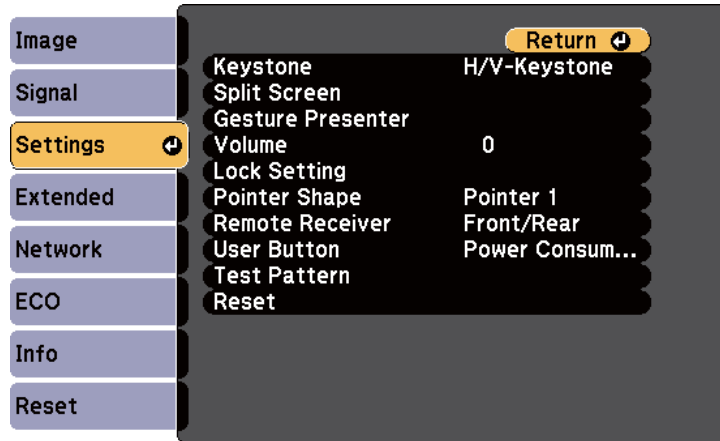 Image
Signal
Settings
Extended
Network
ECO
Info
Reset
Return
Keystone H/V-Keystone
Split Screen
Gesture Presenter
Volume 0
Lock Setting
Pointer Shape Pointer 1
Remote Receiver Front/Rear
User Button Power Consum...
Test Pattern
Reset